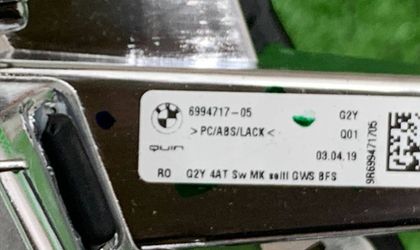 6994717-05 G2Y
>PC/ABS/LACK< Q01
quin 03.04.19
RO G2Y 4AT Sw MK seitl GWS BFS
9R699471705